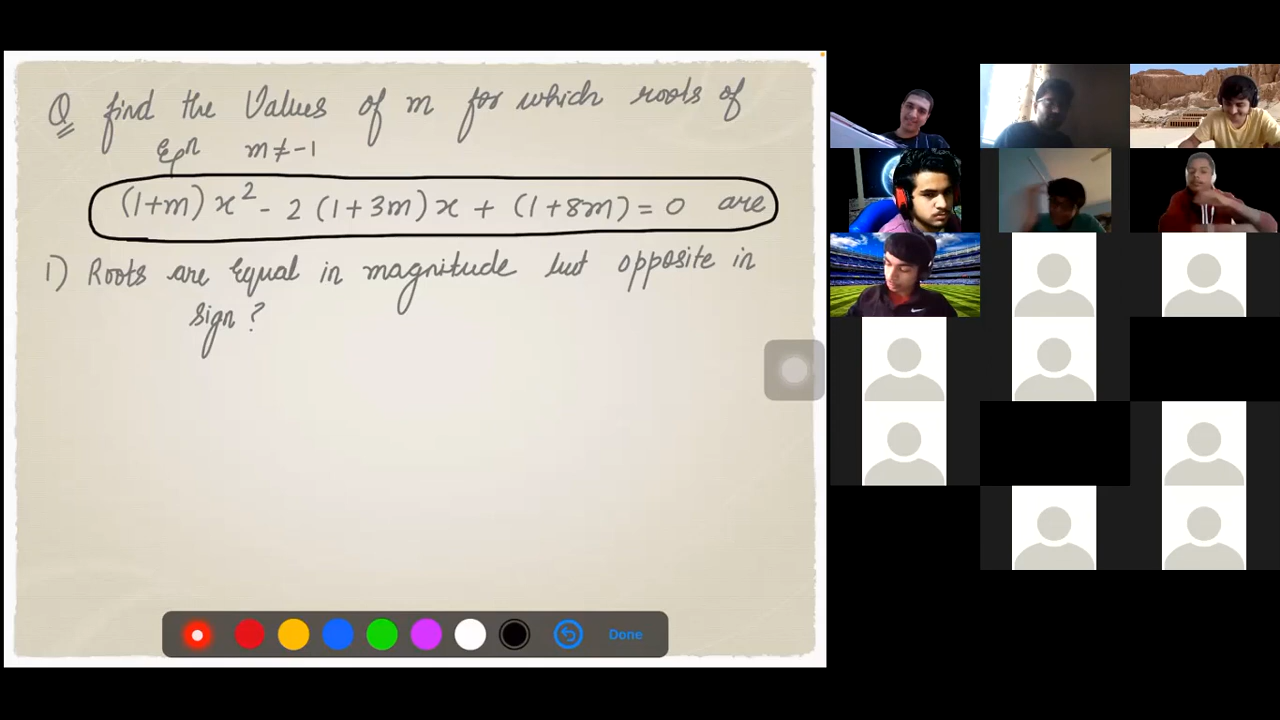 Q find the Values of m for which roots of
Eqn m ≠ -1
(1+m) x² - 2 (1+3m) x + (1+8m) = 0 are
1) Roots are Equal in magnitude but opposite in
sign ?
Done